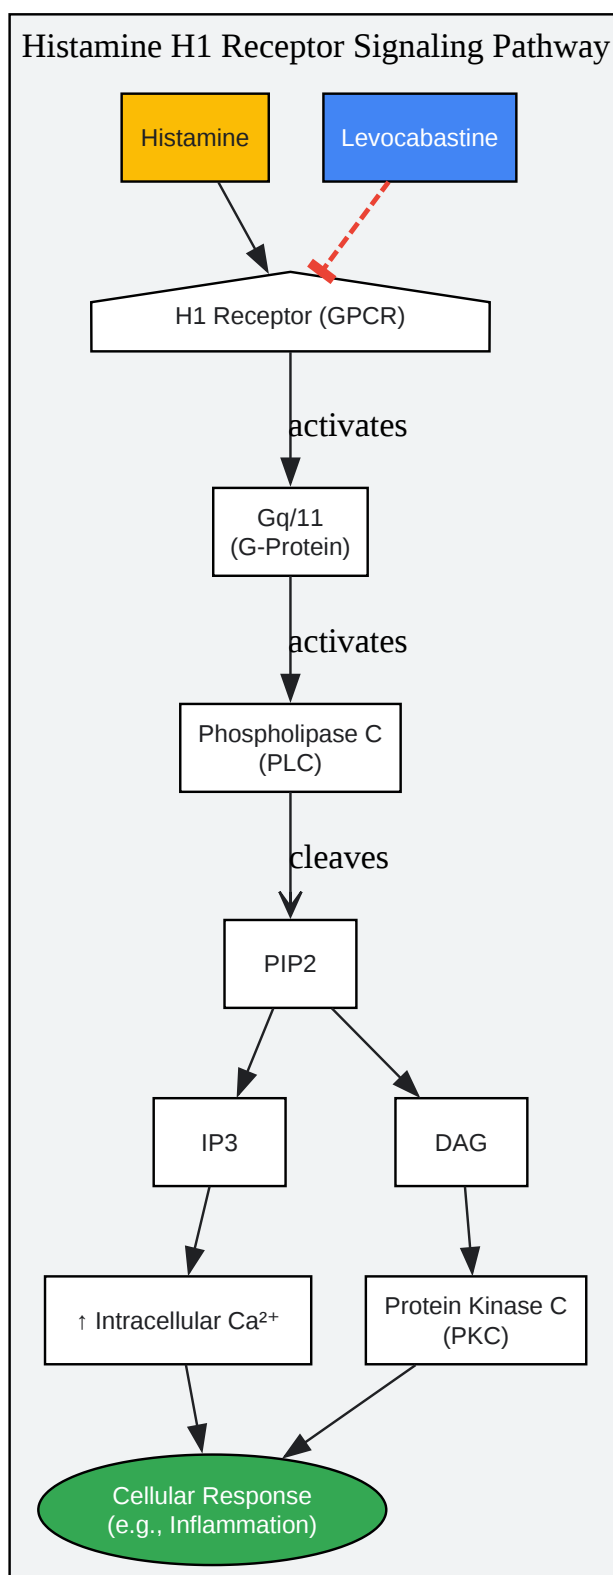 Histamine H1 Receptor Signaling Pathway
Histamine
Levocabastine
H1 Receptor (GPCR)
activates
Gq/11
(G-Protein)
activates
Phospholipase C
(PLC)
cleaves
PIP2
IP3
DAG
↑ Intracellular Ca²⁺
Protein Kinase C
(PKC)
Cellular Response
(e.g., Inflammation)